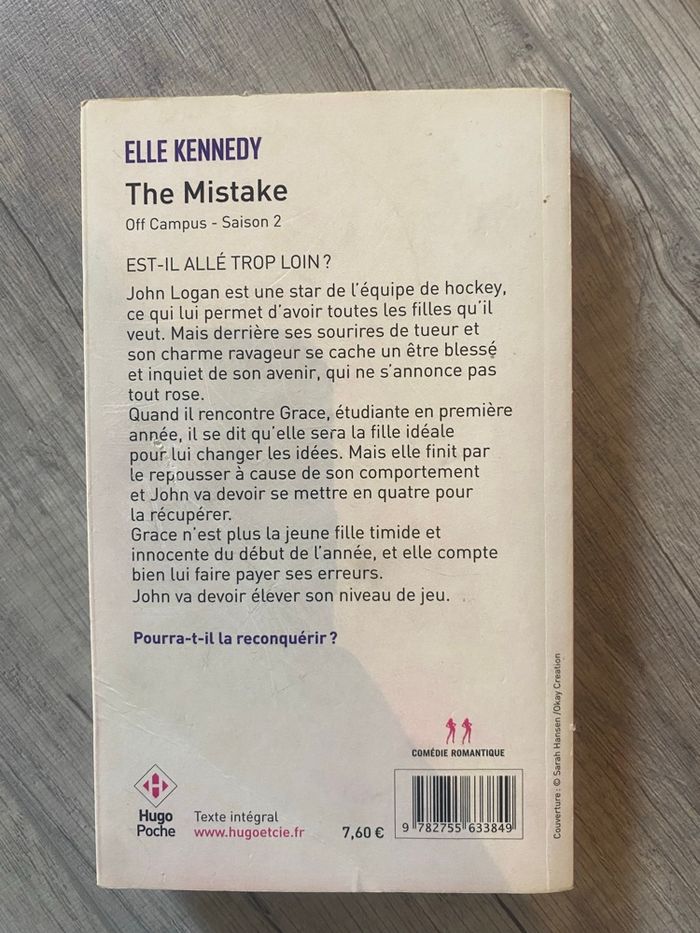 ELLE KENNEDY
The Mistake
Off Campus - Saison 2
EST-IL ALLÉ TROP LOIN ?
John Logan est une star de l'équipe de hockey,
ce qui lui permet d'avoir toutes les filles qu'il
veut. Mais derrière ses sourires de tueur et
son charme ravageur se cache un être blessé
et inquiet de son avenir, qui ne s'annonce pas
tout rose.
Quand il rencontre Grace, étudiante en première
année, il se dit qu'elle sera la fille idéale
pour lui changer les idées. Mais elle finit par
le repousser à cause de son comportement
et John va devoir se mettre en quatre pour
la récupérer.
Grace n'est plus la jeune fille timide et
innocente du début de l'année, et elle compte
bien lui faire payer ses erreurs.
John va devoir élever son niveau de jeu.
Pourra-t-il la reconquérir ?
COMÉDIE ROMANTIQUE
Hugo
Poche
Texte intégral
www.hugoetcie.fr
7,60 €
9 782755 633849
Couverture : © Sarah Hansen /Okay Creation